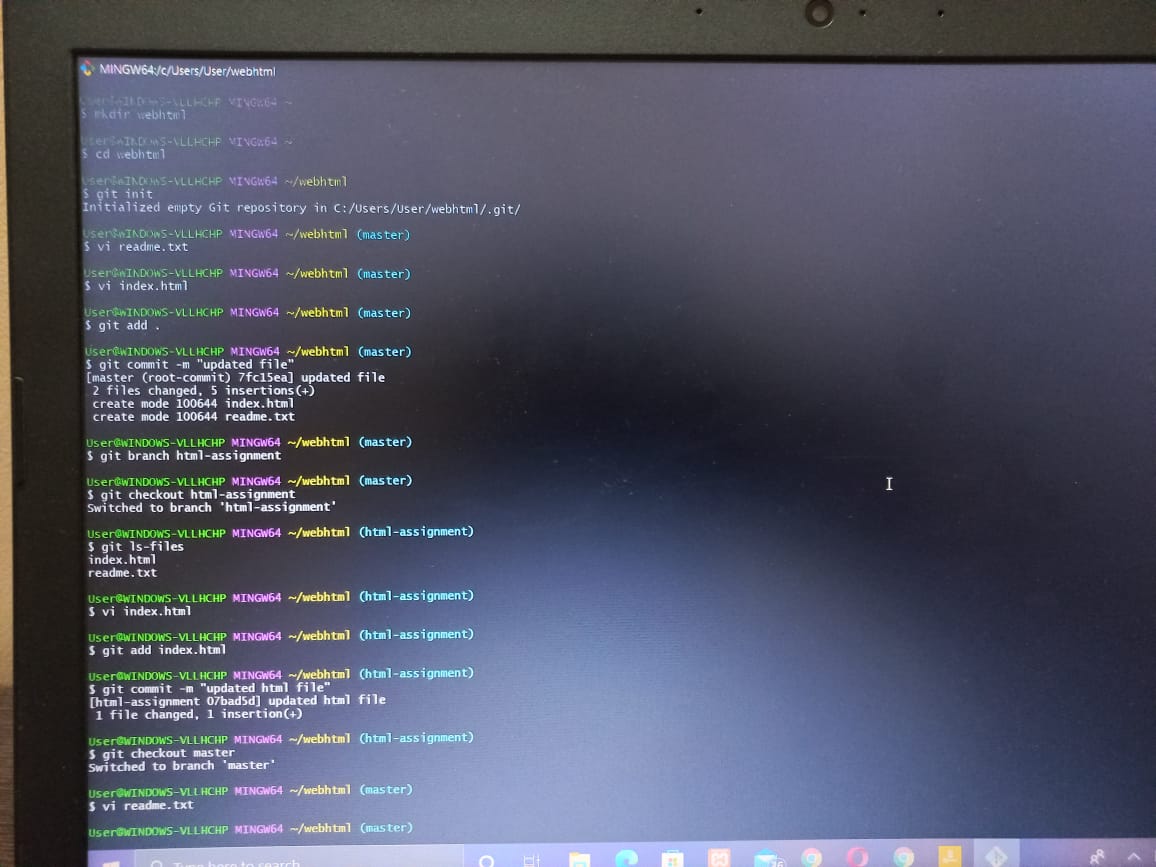 MINGW64:/c/Users/User/webhtml
User@WINDOWS-VLLHCHP MINGW64 ~
$ mkdir webhtml
User@WINDOWS-VLLHCHP MINGW64 ~
$ cd webhtml
User@WINDOWS-VLLHCHP MINGW64 ~/webhtml
$ git init
Initialized empty Git repository in C:/Users/User/webhtml/.git/
User@WINDOWS-VLLHCHP MINGW64 ~/webhtml (master)
$ vi readme.txt
User@WINDOWS-VLLHCHP MINGW64 ~/webhtml (master)
$ vi index.html
User@WINDOWS-VLLHCHP MINGW64 ~/webhtml (master)
$ git add .
User@WINDOWS-VLLHCHP MINGW64 ~/webhtml (master)
$ git commit -m "updated file"
[master (root-commit) 7fc15ea] updated file
2 files changed, 5 insertions(+)
create mode 100644 index.html
create mode 100644 readme.txt
User@WINDOWS-VLLHCHP MINGW64 ~/webhtml (master)
$ git branch html-assignment
User@WINDOWS-VLLHCHP MINGW64 ~/webhtml (master)
$ git checkout html-assignment
Switched to branch 'html-assignment'
User@WINDOWS-VLLHCHP MINGW64 ~/webhtml (html-assignment)
$ git ls-files
index.html
readme.txt
User@WINDOWS-VLLHCHP MINGW64 ~/webhtml (html-assignment)
$ vi index.html
User@WINDOWS-VLLHCHP MINGW64 ~/webhtml (html-assignment)
$ git add index.html
User@WINDOWS-VLLHCHP MINGW64 ~/webhtml (html-assignment)
$ git commit -m "updated html file"
[html-assignment 07bad5d] updated html file
1 file changed, 1 insertion(+)
User@WINDOWS-VLLHCHP MINGW64 ~/webhtml (html-assignment)
$ git checkout master
Switched to branch 'master'
User@WINDOWS-VLLHCHP MINGW64 ~/webhtml (master)
$ vi readme.txt
User@WINDOWS-VLLHCHP MINGW64 ~/webhtml (master)
Type here to search
16